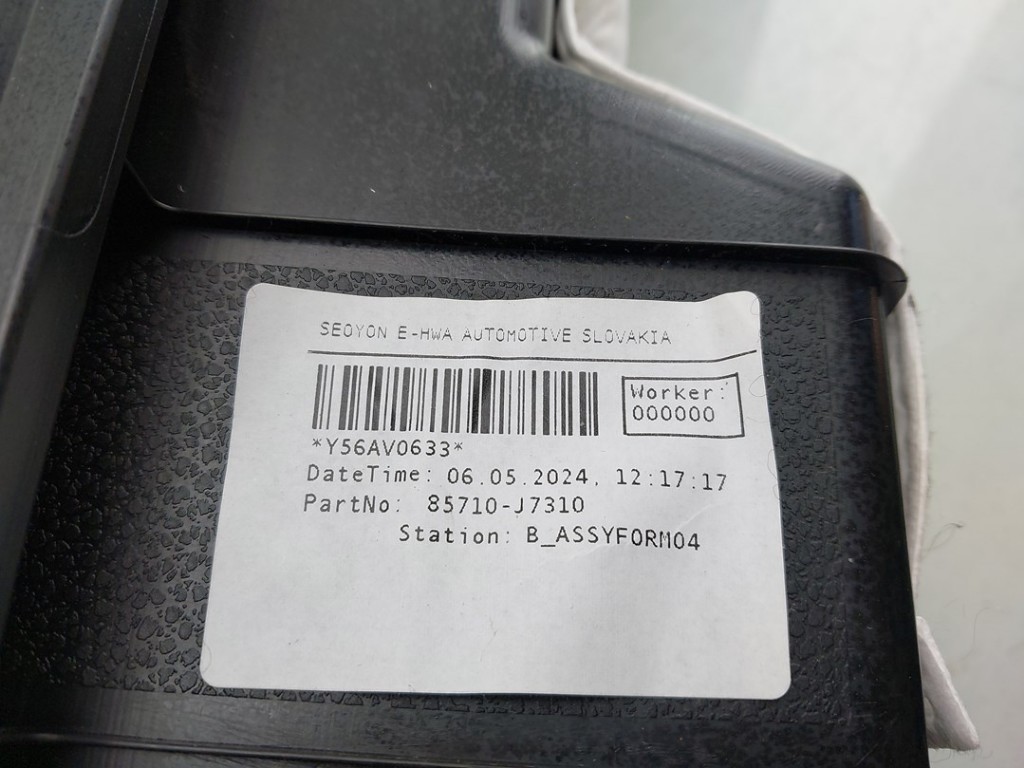 SEOYON E-HWA AUTOMOTIVE SLOVAKIA
Worker:
000000
*Y56AV0633*
DateTime: 06.05.2024, 12:17:17
PartNo: 85710-J7310
Station: B_ASSYFORM04